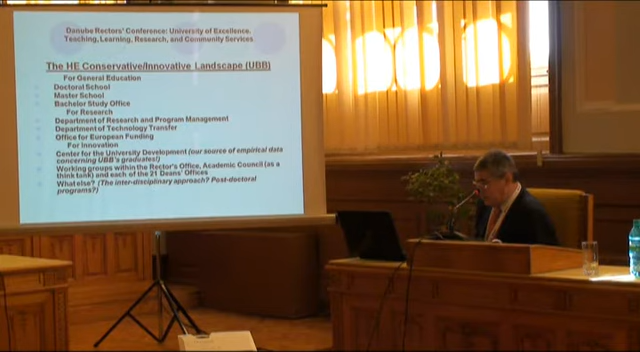 Danube Rectors' Conference: University of Excellence.
Teaching, Learning, Research, and Community Services
The HE Conservative/Innovative Landscape (UBB)
For General Education
Doctoral School
Master School
Bachelor Study Office
For Research
Department of Research and Program Management
Department of Technology Transfer
Office for European Funding
For Innovation
Center for the University Development (our source of empirical data
concerning UBB's graduates!)
Working groups within the Rector's Office, Academic Council (as a
think tank) and each of the 21 Deans' Offices
What else? (The inter-disciplinary approach? Post-doctoral
programs?)